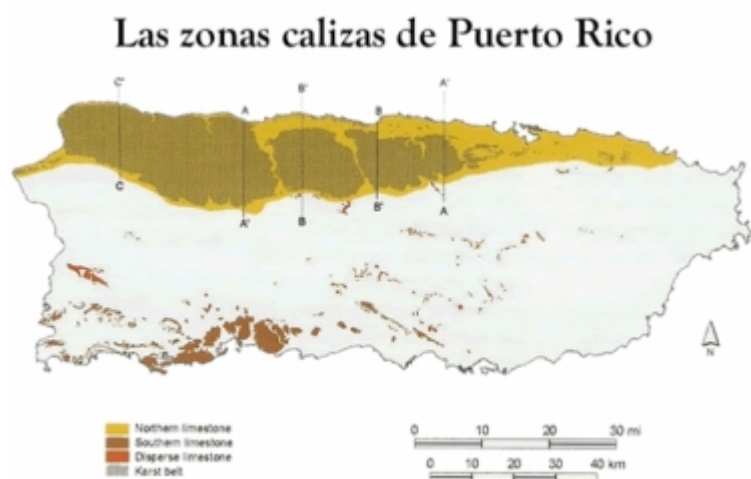 Las zonas calizas de Puerto Rico
C' B' A'
A B
C
A' B B' A
N
Northern limestone
Southern limestone
Disperse limestone
Karst belt
0 10 20 30 mi
0 10 20 30 40 km